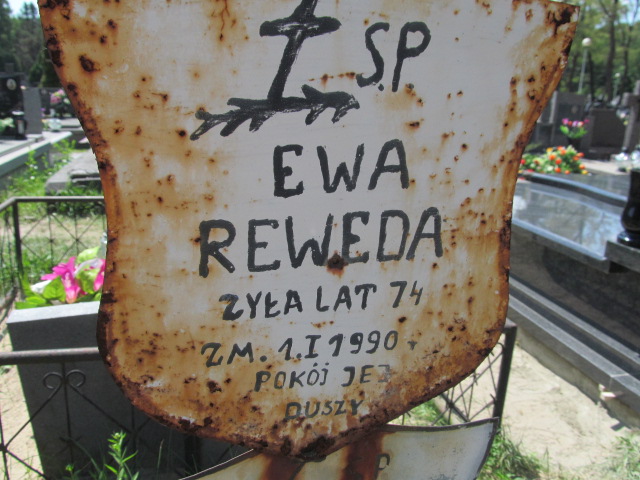 Ś.P
EWA
REWEDA
ŻYŁA LAT 74
ZM. 1.I 1990
POKÓJ JEJ
DUSZY